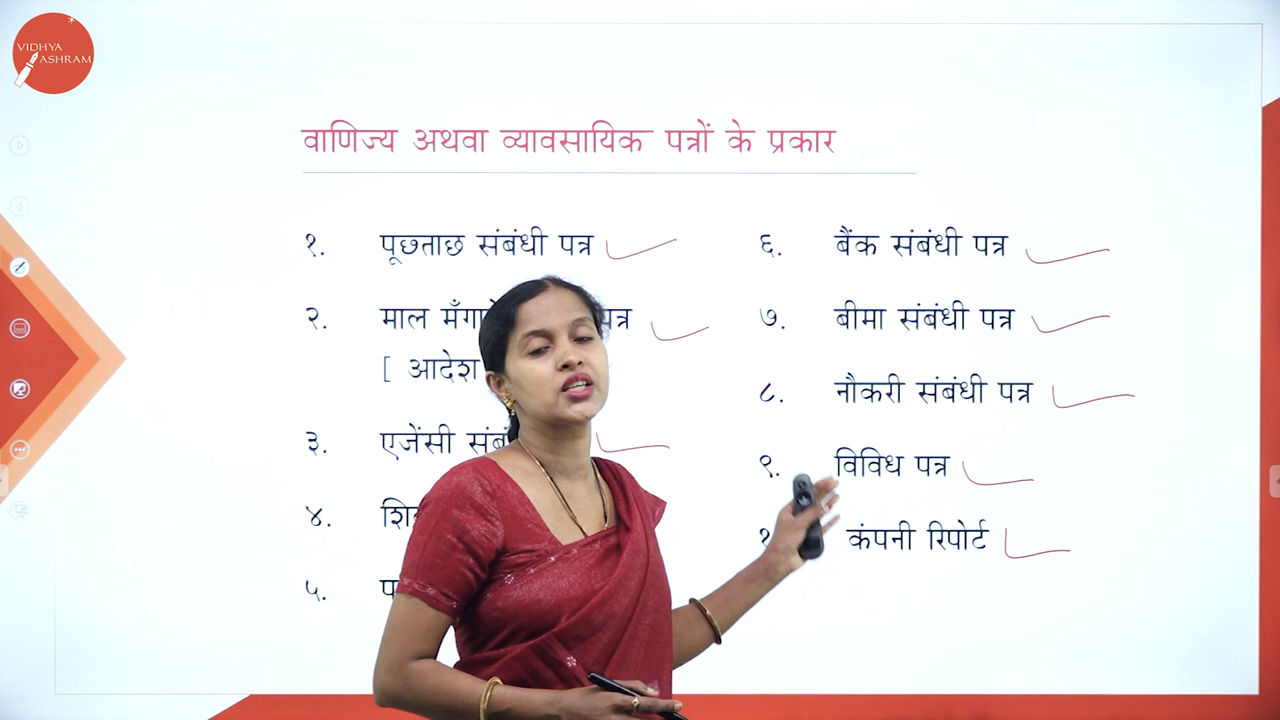 VIDHYA
ASHRAM
वाणिज्य अथवा व्यावसायिक पत्रों के प्रकार
१. पूछताछ संबंधी पत्र
२. माल
[ आदेश
३. एजेंसी
४.
५.
६. बैंक संबंधी पत्र
७. बीमा संबंधी पत्र
८. नौकरी संबंधी पत्र
९. विविध पत्र
कंपनी रिपोर्ट